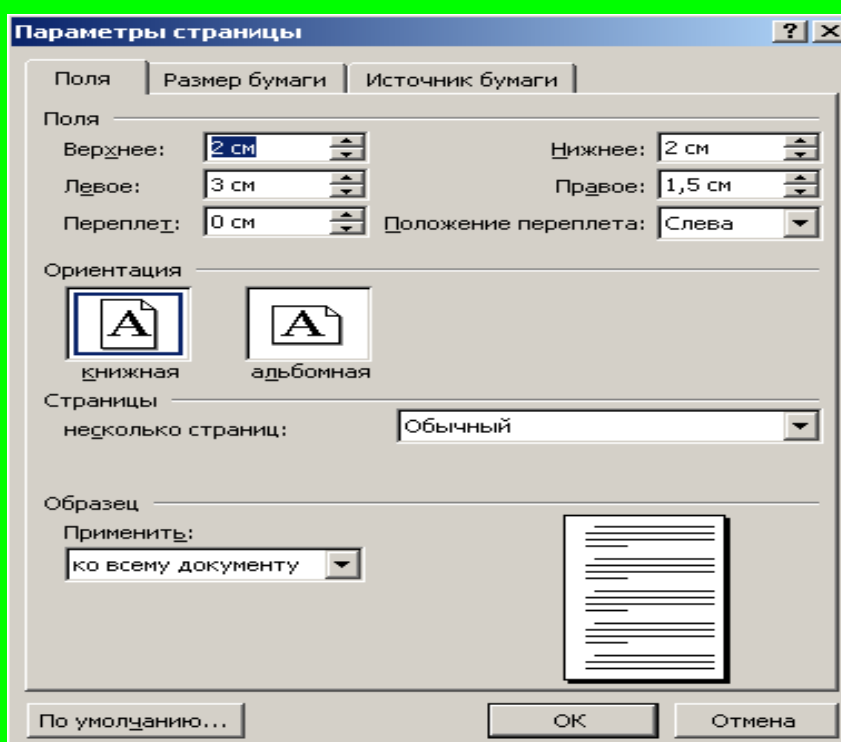 Параметры страницы ? ×
Поля Размер бумаги Источник бумаги
Поля
Верхнее: 2 см Нижнее: 2 см
Левое: 3 см Правое: 1,5 см
Переплет: 0 см Положение переплета: Слева
Ориентация
A A
книжная альбомная
Страницы
несколько страниц: Обычный
Образец
Применить:
ко всему документу
По умолчанию... ОК Отмена